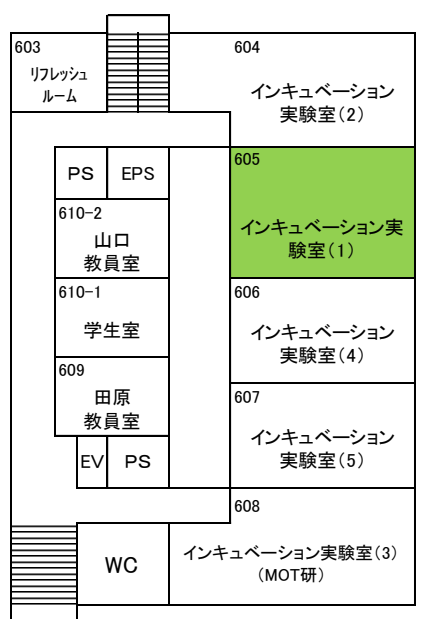 603
リフレッシュ
ルーム
604
インキュベーション
実験室(2)
605
インキュベーション実
験室(1)
PS
EPS
610-2
山口
教員室
610-1
学生室
606
インキュベーション
実験室(4)
609
田原
教員室
607
インキュベーション
実験室(5)
EV
PS
608
インキュベーション実験室(3)
(MOT研)
WC